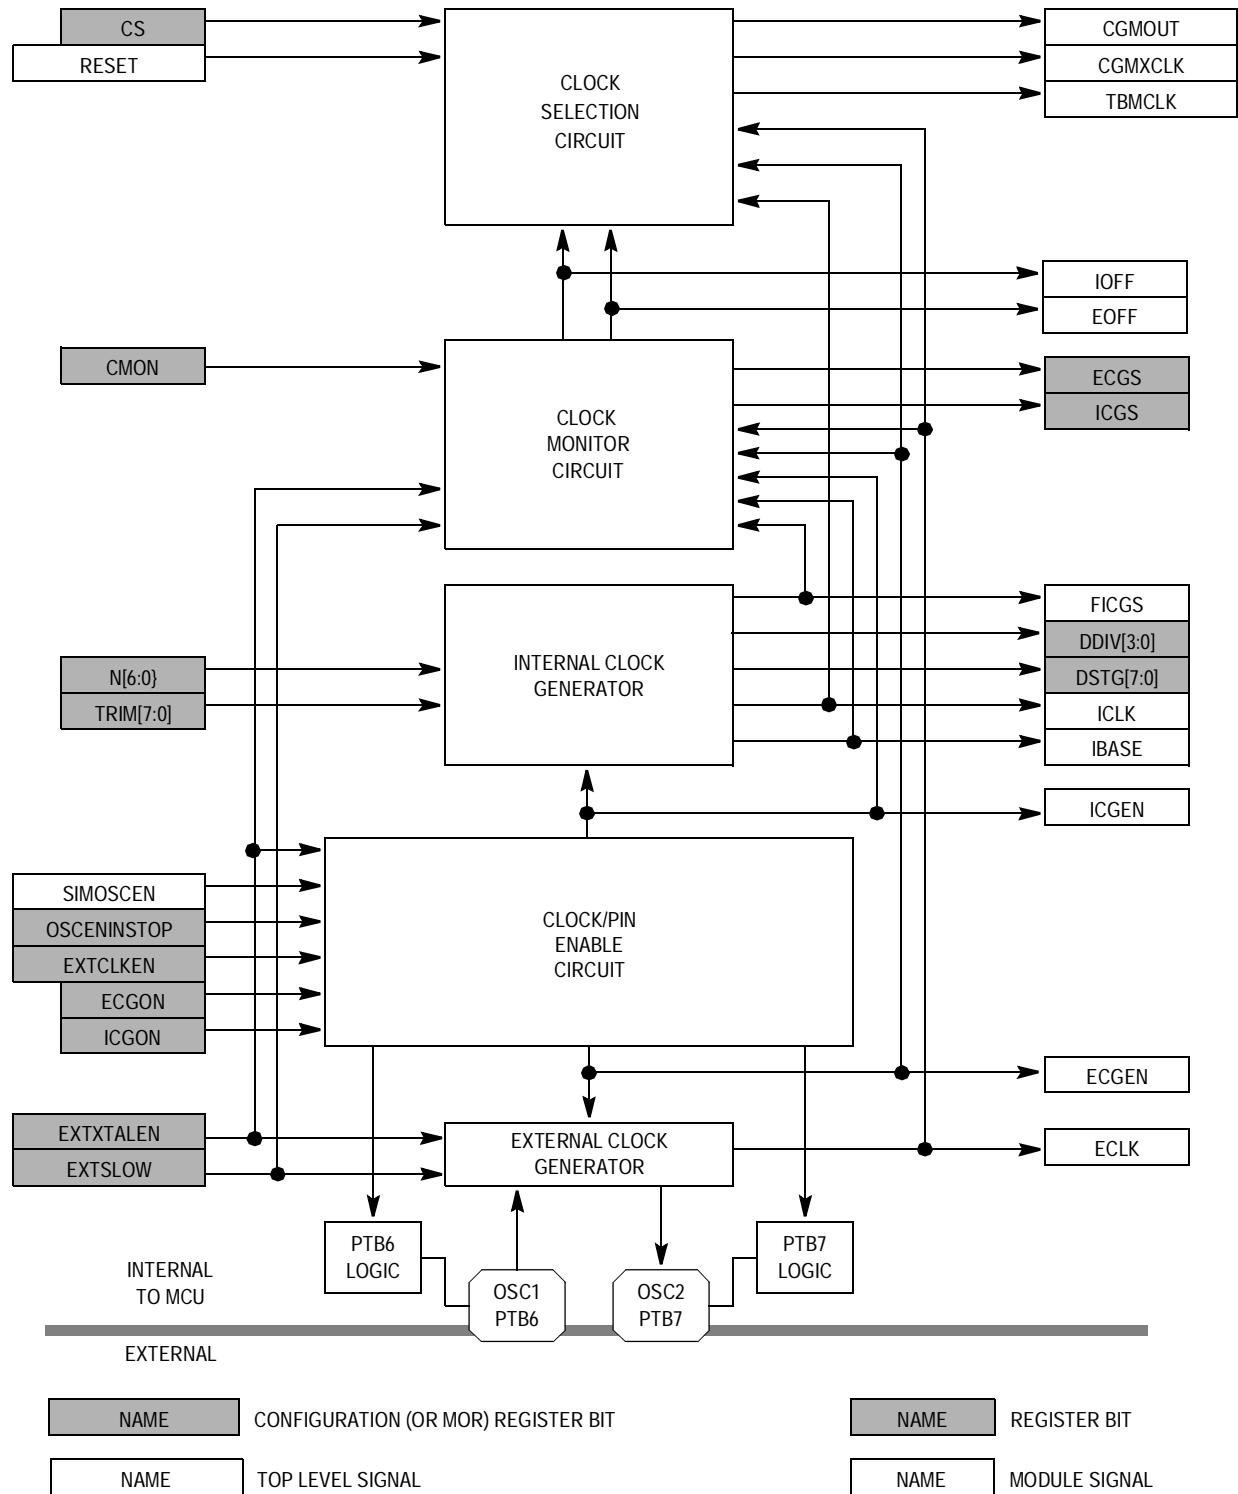 CS
RESET
CLOCK
SELECTION
CIRCUIT
CGMOUT
CGMXCLK
TBMCLK
IOFF
EOFF
CMON
CLOCK
MONITOR
CIRCUIT
ECGS
ICGS
N[6:0}
TRIM[7:0]
INTERNAL CLOCK
GENERATOR
FICGS
DDIV[3:0]
DSTG[7:0]
ICLK
IBASE
ICGEN
SIMOSCEN
OSCENINSTOP
EXTCLKEN
ECGON
ICGON
CLOCK/PIN
ENABLE
CIRCUIT
ECGEN
EXTXTALEN
EXTSLOW
EXTERNAL CLOCK
GENERATOR
ECLK
PTB6
LOGIC
OSC1
PTB6
OSC2
PTB7
PTB7
LOGIC
INTERNAL
TO MCU
EXTERNAL
NAME CONFIGURATION (OR MOR) REGISTER BIT
NAME REGISTER BIT
NAME TOP LEVEL SIGNAL
NAME MODULE SIGNAL